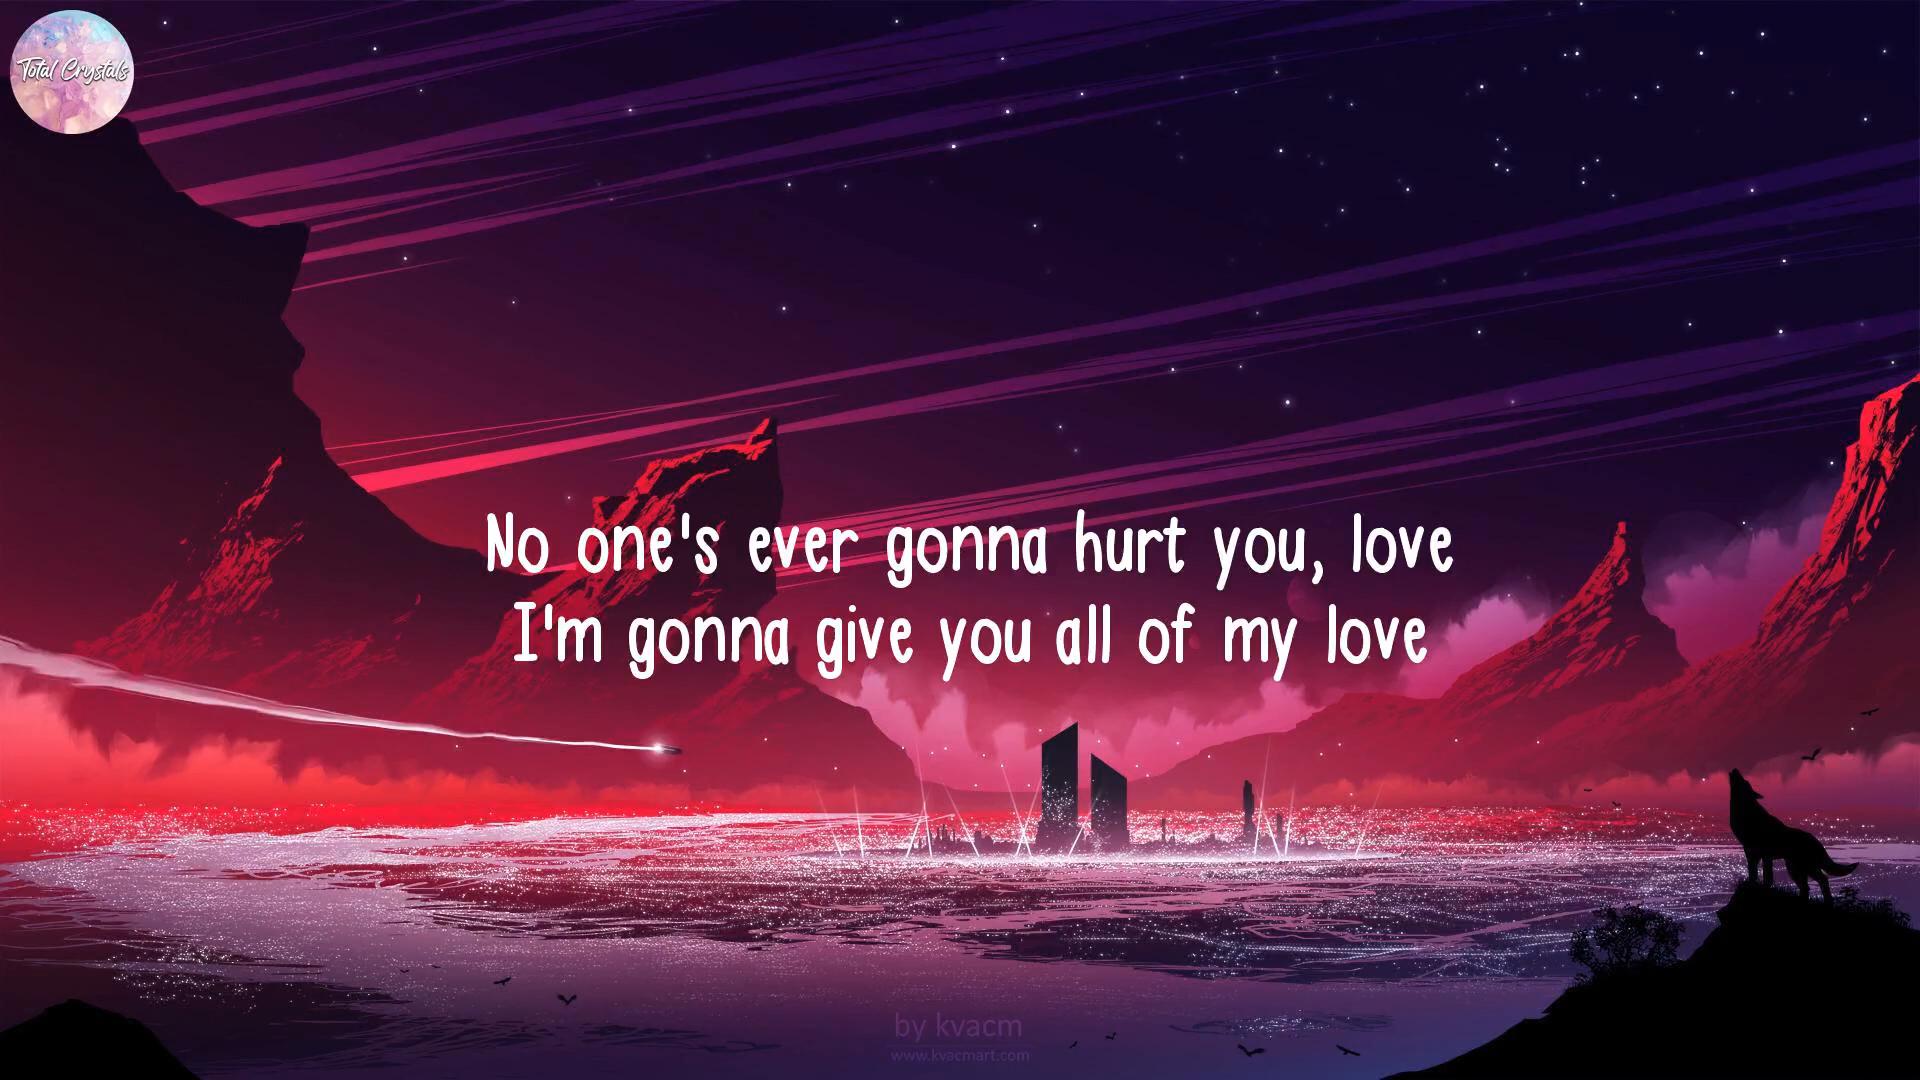 Total Crystals
No one's ever gonna hurt you, love
I'm gonna give you all of my love
by kvacm
www.kvacmart.com